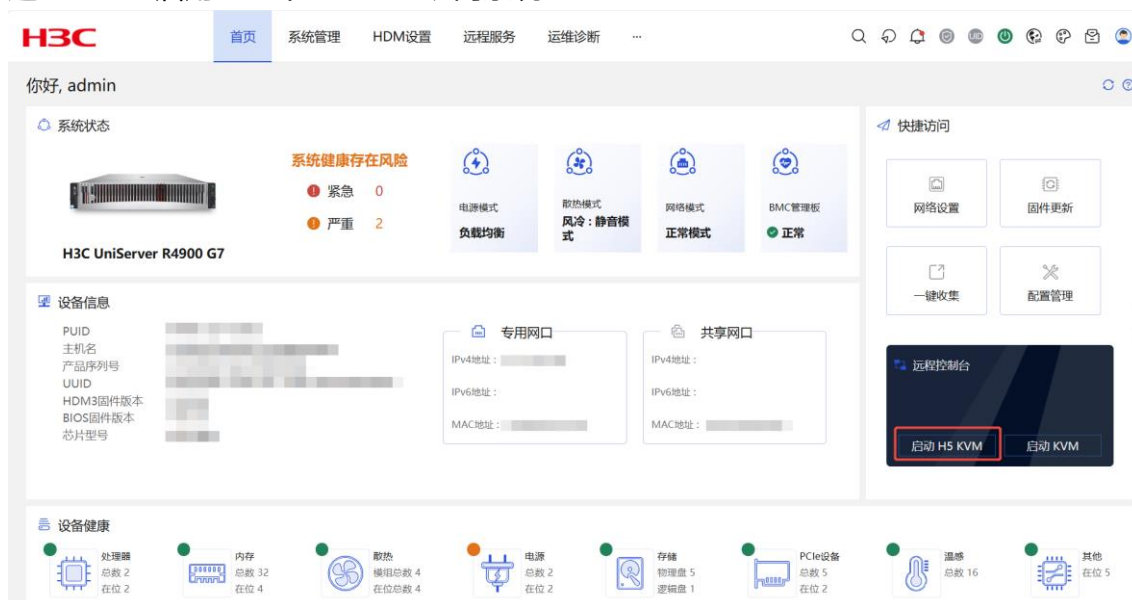 H3C
首页
系统管理
HDM设置
远程服务
运维诊断
...
UID
你好, admin
系统状态
系统健康存在风险
紧急 0
严重 2
H3C UniServer R4900 G7
电源模式
负载均衡
散热模式
风冷：静音模
式
网络模式
正常模式
BMC管理板
正常
快捷访问
网络设置
固件更新
一键收集
配置管理
设备信息
PUID
主机名
产品序列号
UUID
HDM3固件版本
BIOS固件版本
芯片型号
专用网口
IPv4地址：
IPv6地址：
MAC地址：
共享网口
IPv4地址：
IPv6地址：
MAC地址：
远程控制台
启动 H5 KVM
启动 KVM
设备健康
处理器
总数 2
在位 2
内存
总数 32
在位 4
散热
模组总数 4
在位总数 4
电源
总数 2
在位 2
存储
物理盘 5
逻辑盘 1
PCIe设备
总数 5
在位 2
温感
总数 16
其他
在位 5